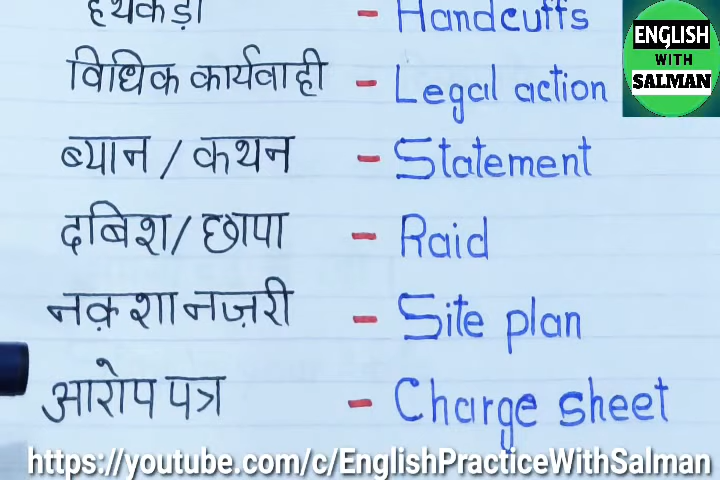 हथकड़ी - Handcuffs
विधिक कार्यवाही - Legal action
ब्यान / कथन - Statement
दबिश / छापा - Raid
नक़शा नज़री - Site plan
आरोप पत्र - Charge sheet
ENGLISH
WITH
SALMAN
https://youtube.com/c/EnglishPracticeWithSalman